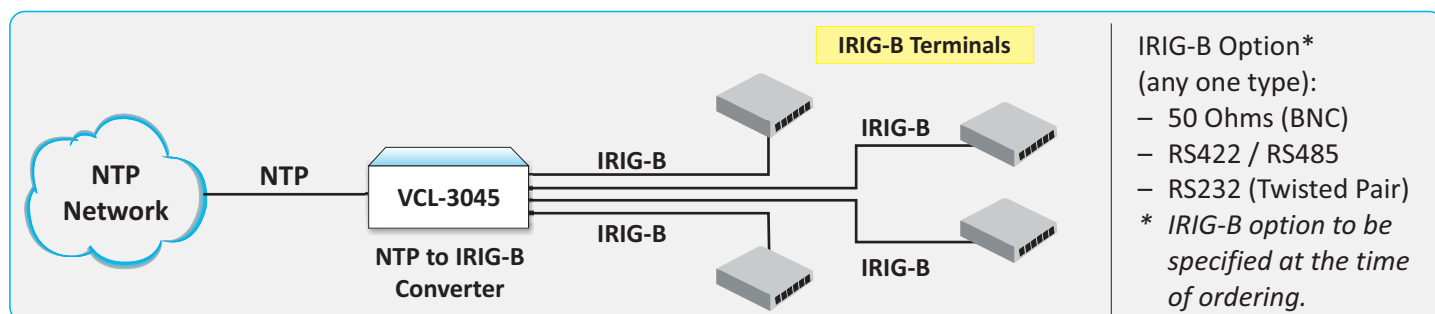 IRIG-B Terminals
NTP
Network
NTP
VCL-3045
NTP to IRIG-B
Converter
IRIG-B
IRIG-B
IRIG-B
IRIG-B
IRIG-B Option*
(any one type):
– 50 Ohms (BNC)
– RS422 / RS485
– RS232 (Twisted Pair)
* IRIG-B option to be
specified at the time
of ordering.